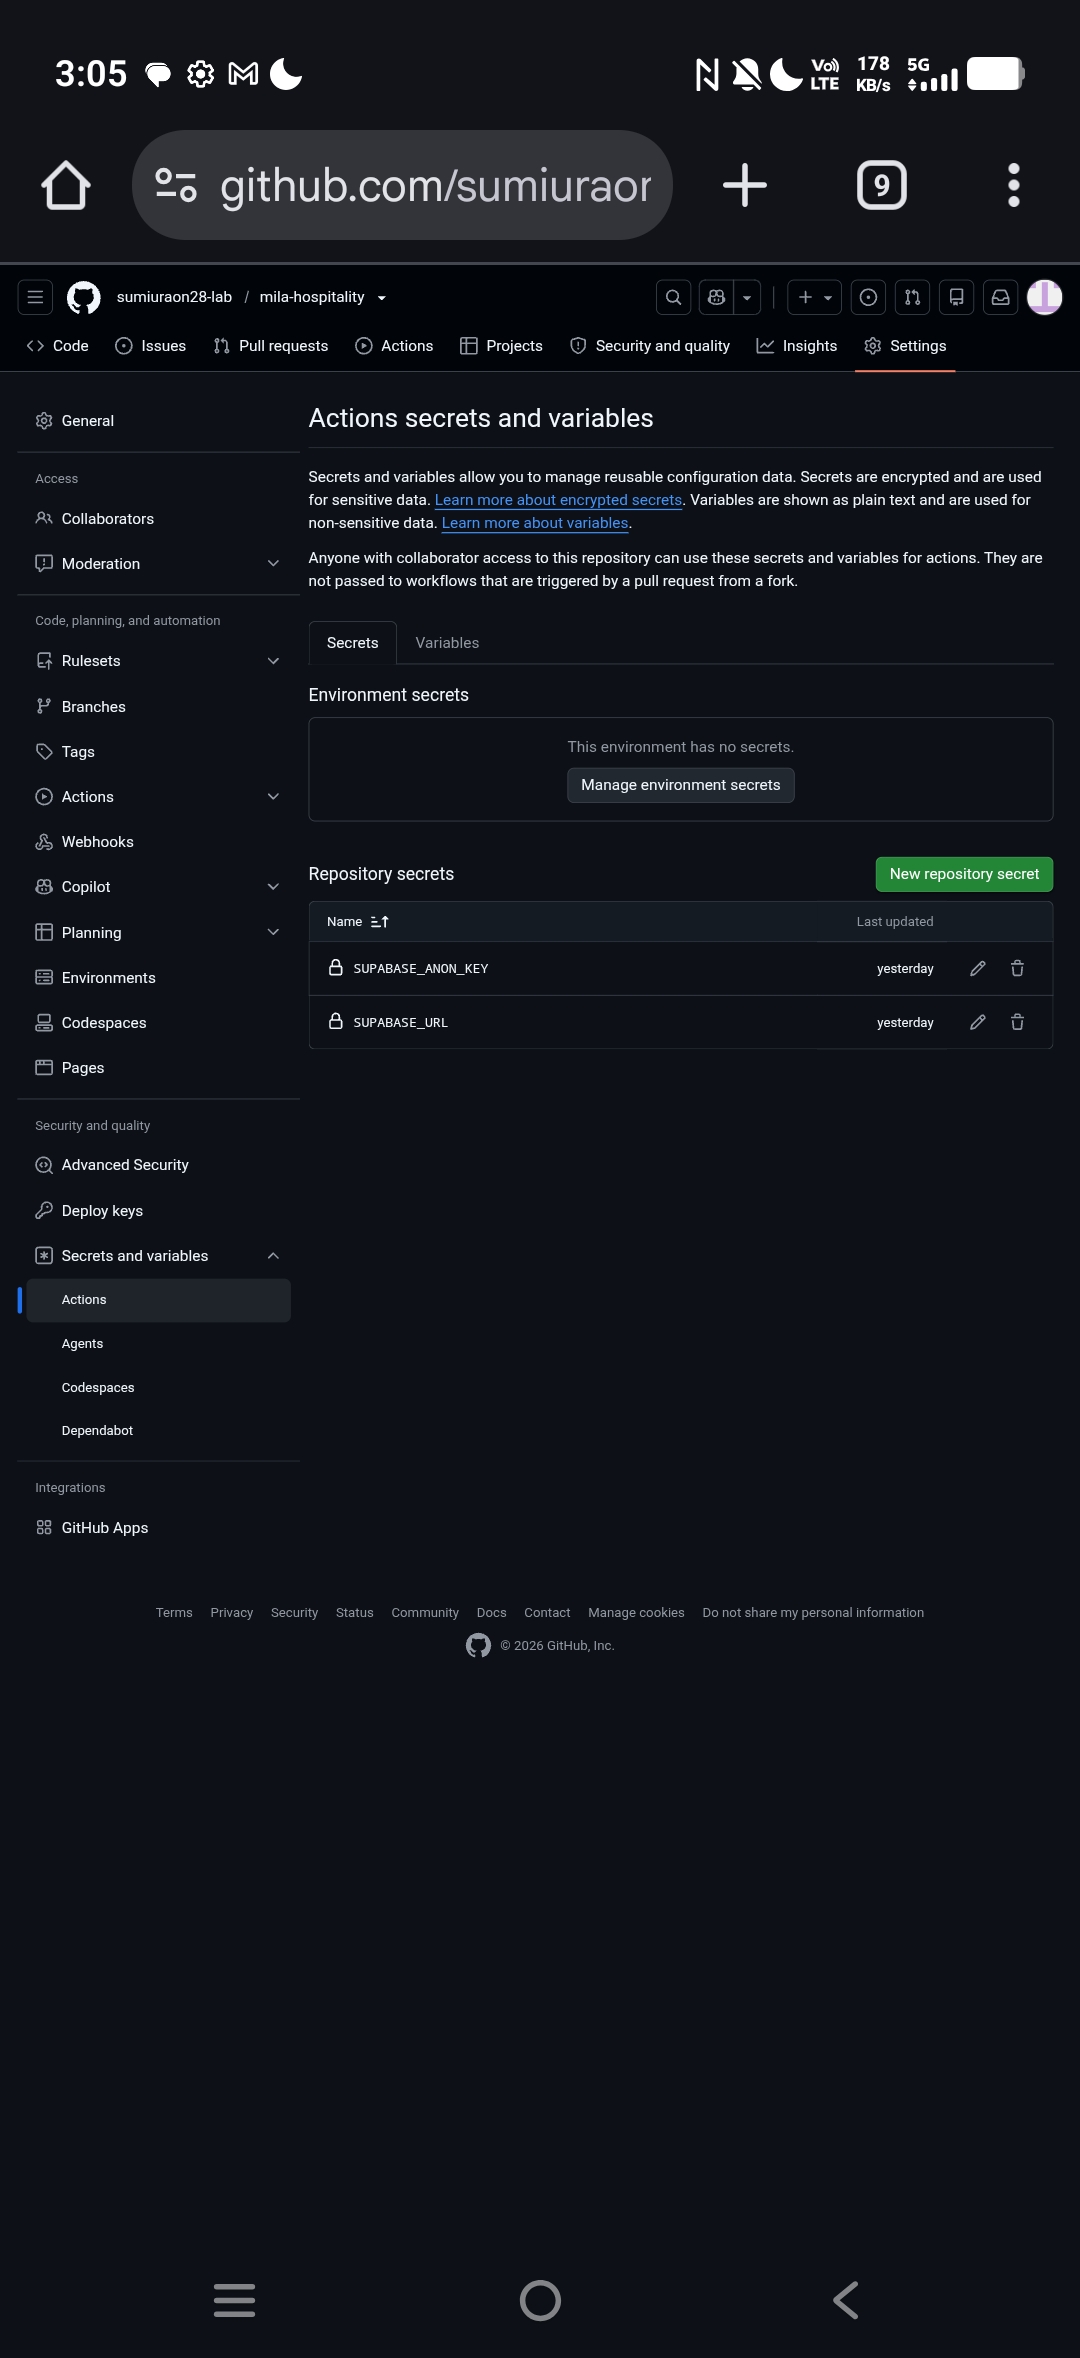 3:05
Vo)) LTE
178 KB/s
5G
github.com/sumiuraor
9
sumiuraon28-lab / mila-hospitality
Code Issues Pull requests Actions Projects Security and quality Insights Settings
General
Access
Collaborators
Moderation
Code, planning, and automation
Rulesets
Branches
Tags
Actions
Webhooks
Copilot
Planning
Environments
Codespaces
Pages
Security and quality
Advanced Security
Deploy keys
Secrets and variables
Actions
Agents
Codespaces
Dependabot
Integrations
GitHub Apps
Actions secrets and variables
Secrets and variables allow you to manage reusable configuration data. Secrets are encrypted and are used
for sensitive data. Learn more about encrypted secrets. Variables are shown as plain text and are used for
non-sensitive data. Learn more about variables.
Anyone with collaborator access to this repository can use these secrets and variables for actions. They are
not passed to workflows that are triggered by a pull request from a fork.
Secrets Variables
Environment secrets
This environment has no secrets.
Manage environment secrets
Repository secrets
New repository secret
Name Last updated
SUPABASE_ANON_KEY yesterday
SUPABASE_URL yesterday
Terms Privacy Security Status Community Docs Contact Manage cookies Do not share my personal information
© 2026 GitHub, Inc.